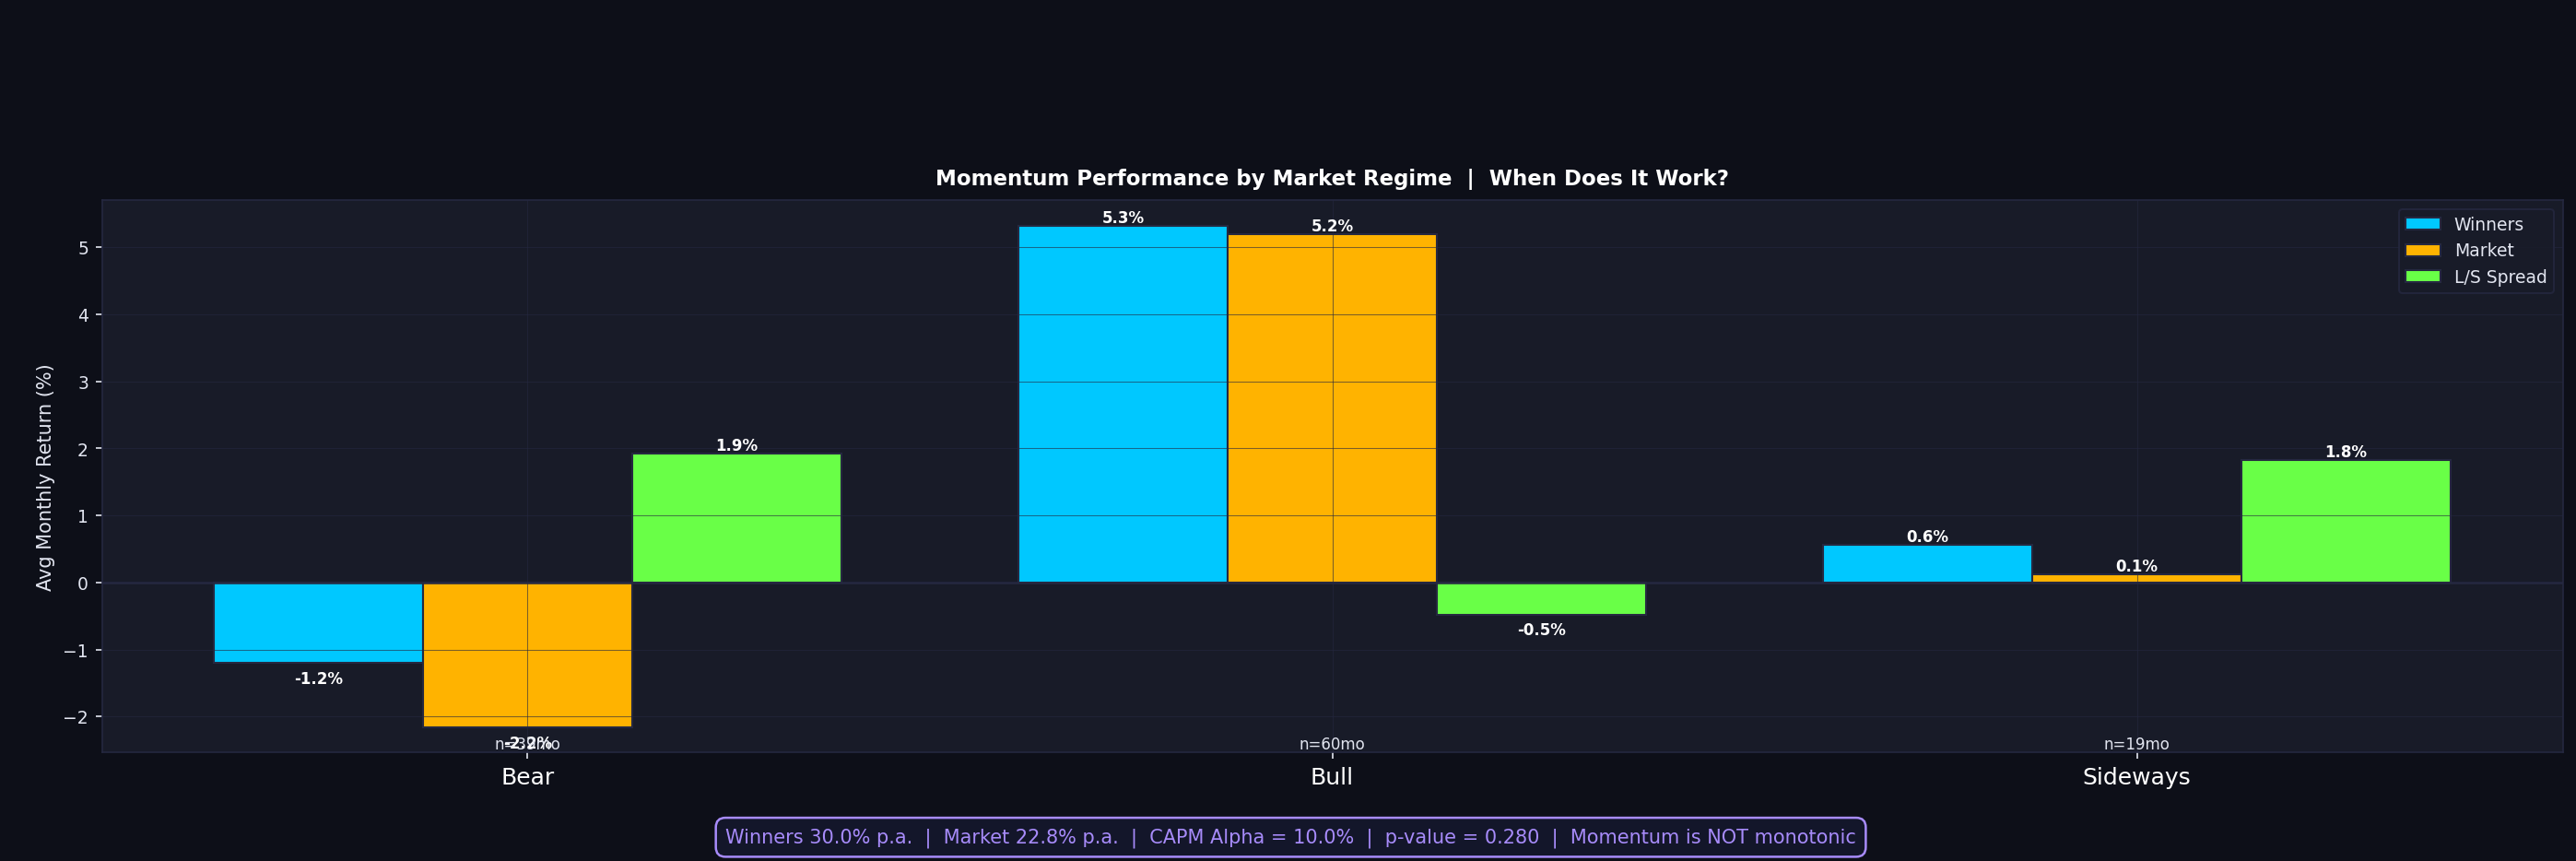 Momentum Performance by Market Regime | When Does It Work?
Avg Monthly Return (%)
5
4
3
2
1
0
−1
−2
-1.2%
-2.2%
1.9%
5.3%
5.2%
-0.5%
0.6%
0.1%
1.8%
Winners
Market
L/S Spread
n=60mo
n=19mo
Bear
Bull
Sideways
Winners 30.0% p.a. | Market 22.8% p.a. | CAPM Alpha = 10.0% | p-value = 0.280 | Momentum is NOT monotonic